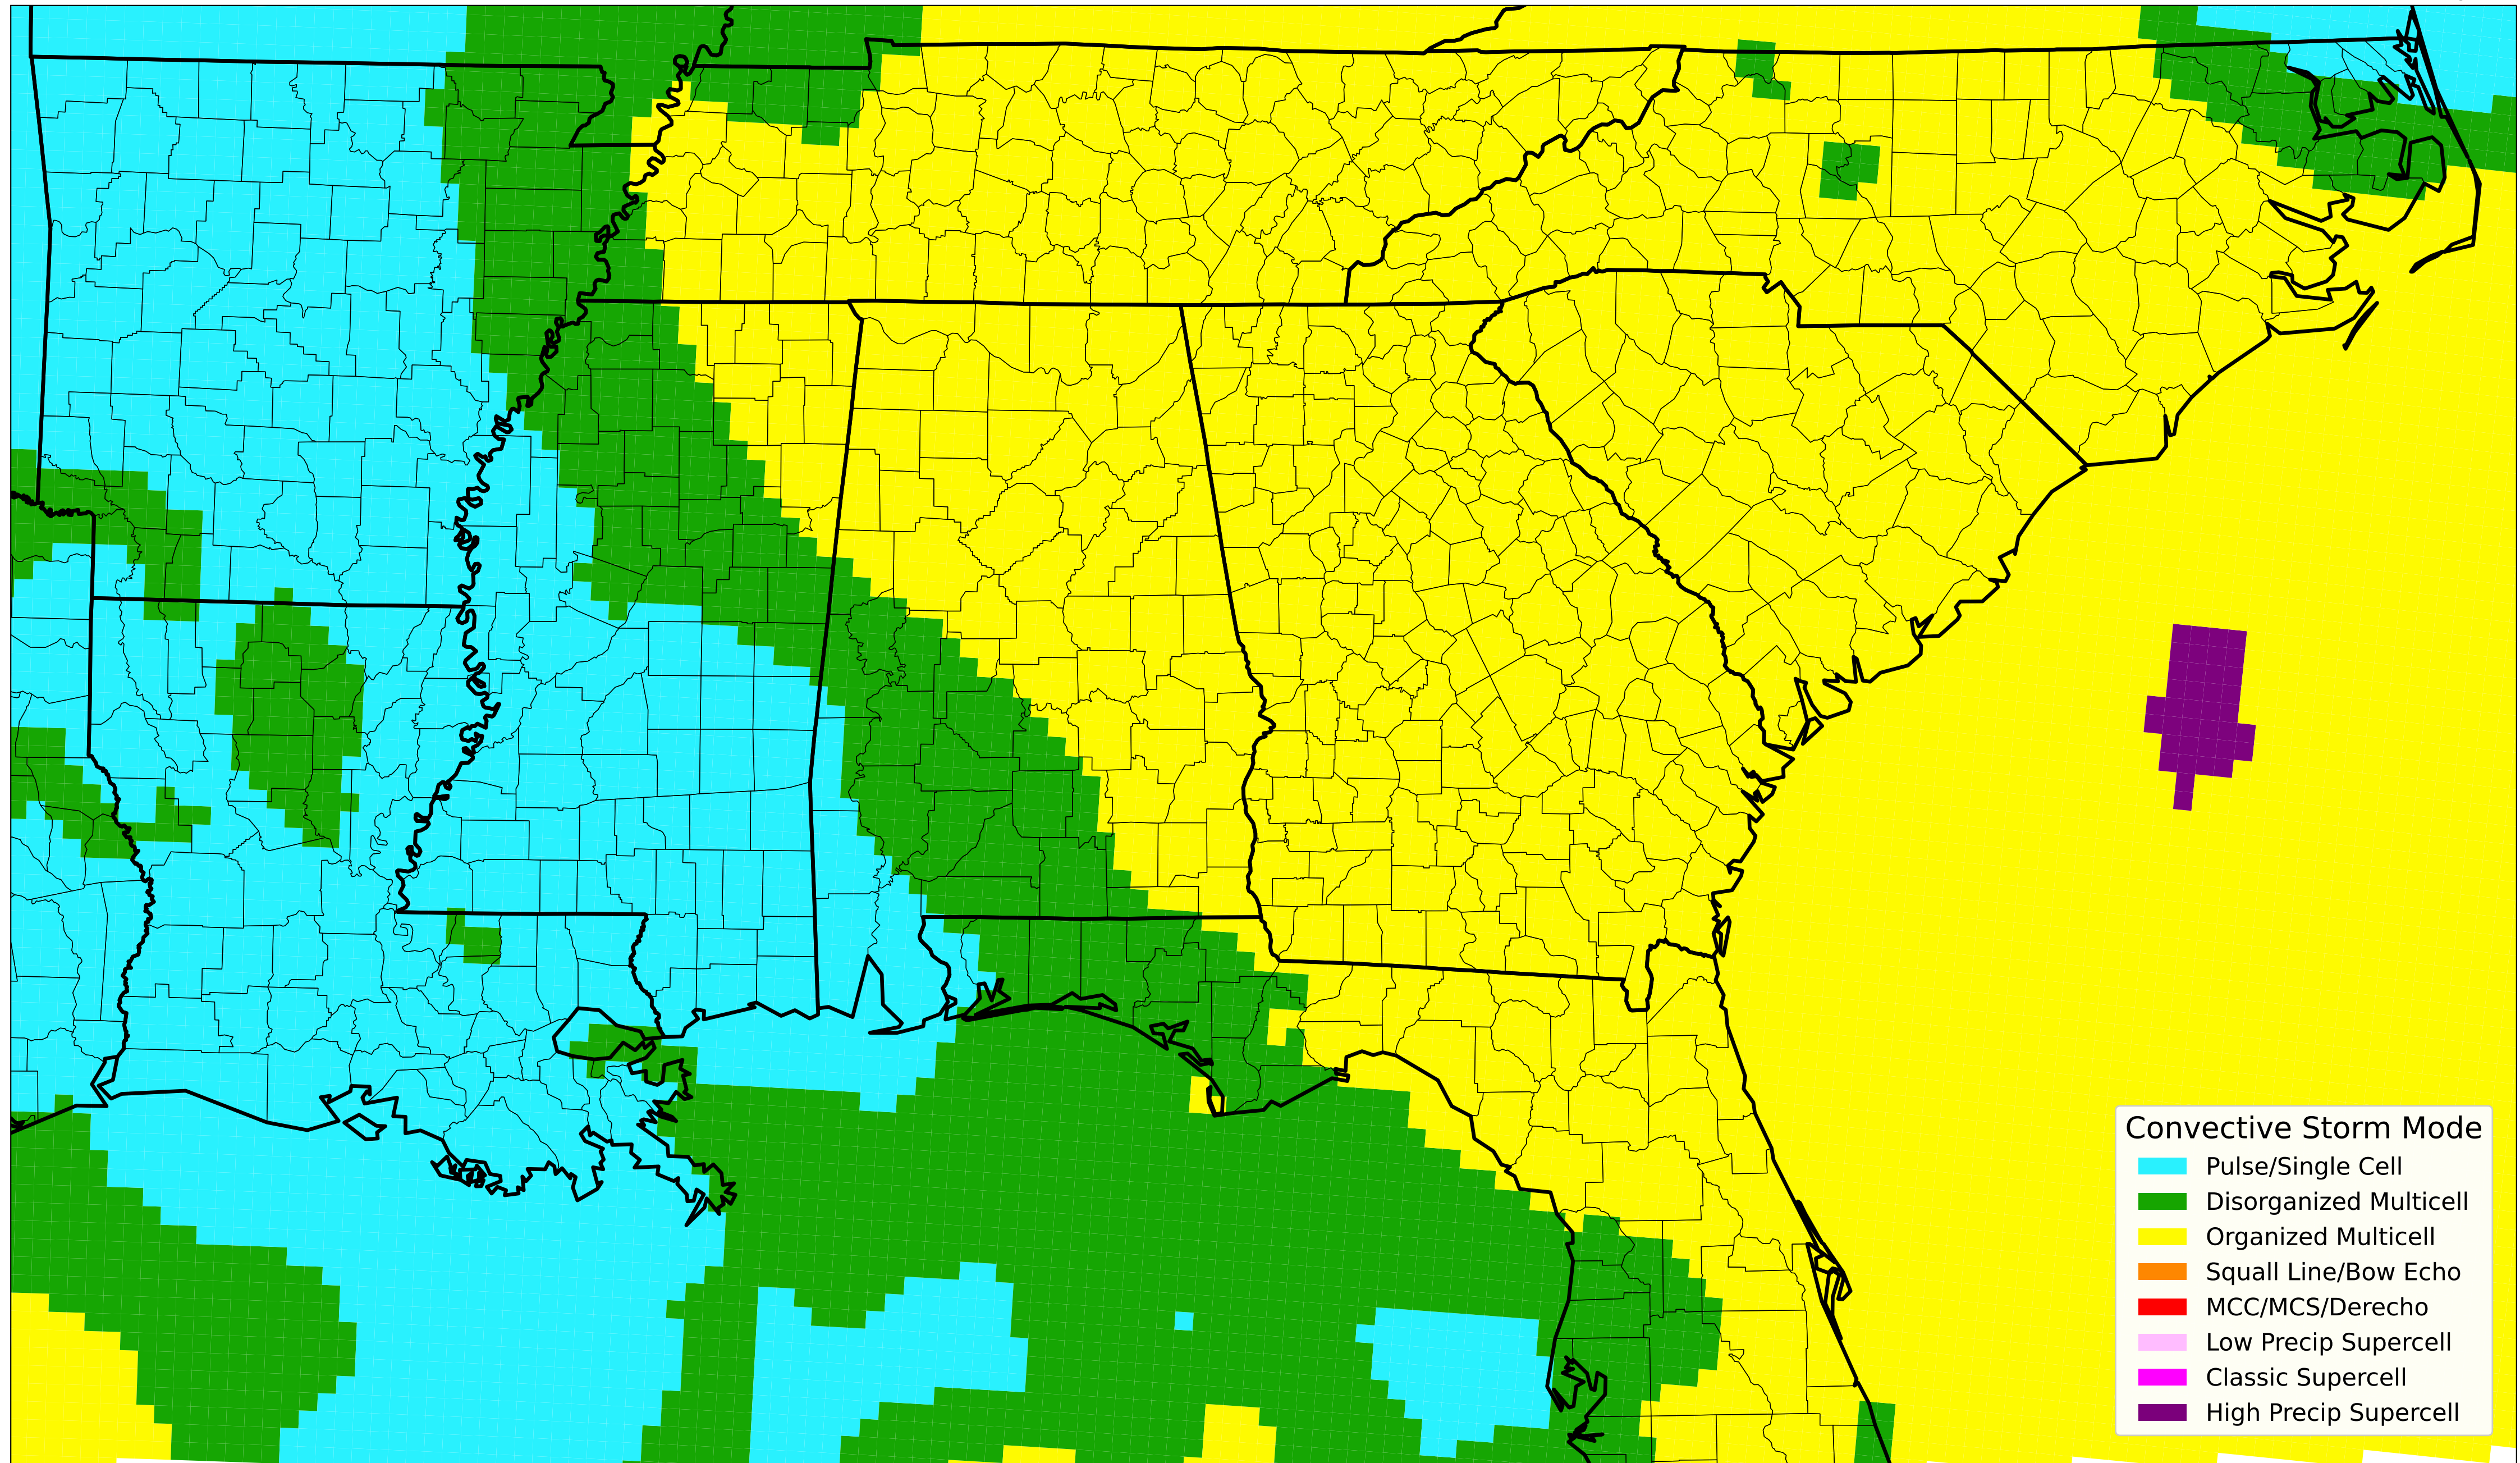 Convective Storm Mode
Pulse/Single Cell
Disorganized Multicell
Organized Multicell
Squall Line/Bow Echo
MCC/MCS/Derecho
Low Precip Supercell
Classic Supercell
High Precip Supercell